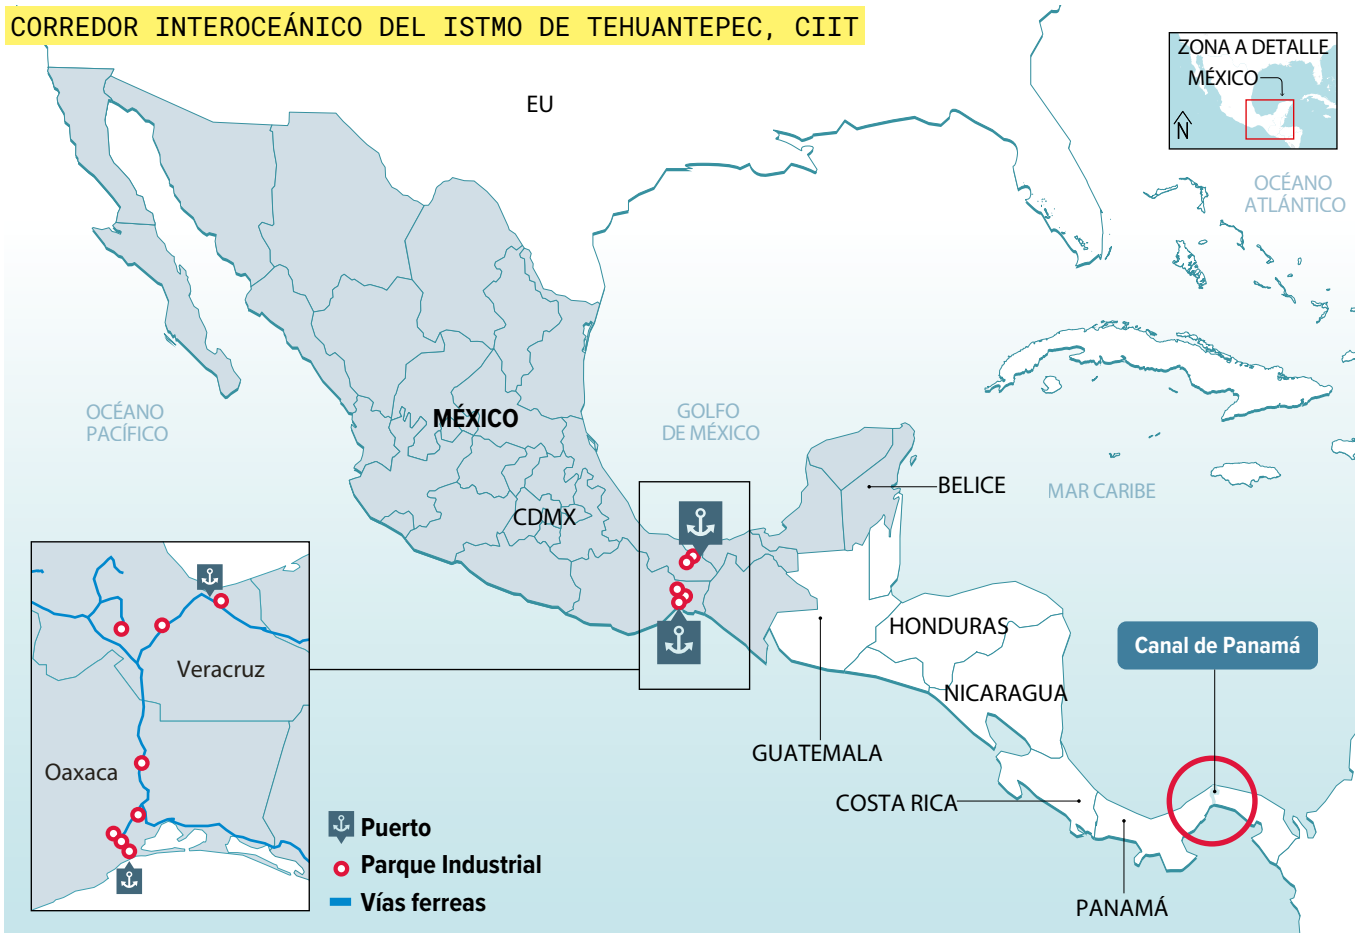 CORREDOR INTEROCEÁNICO DEL ISTMO DE TEHUANTEPEC, CIIT
EU
ZONA A DETALLE
MÉXICO
N
OCÉANO
ATLÁNTICO
OCÉANO
PACÍFICO
MÉXICO
GOLFO
DE MÉXICO
BELICE
MAR CARIBE
CDMX
HONDURAS
Canal de Panamá
Veracruz
NICARAGUA
GUATEMALA
Oaxaca
COSTA RICA
Puerto
Parque Industrial
Vías ferreas
PANAMÁ